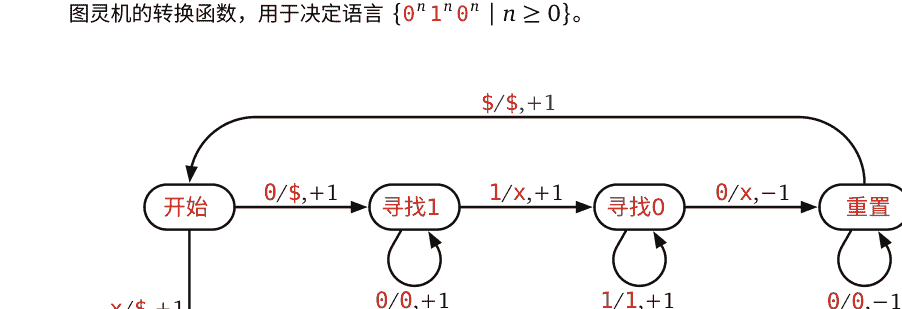 图灵机的转换函数，用于决定语言 {0ⁿ1ⁿ0ⁿ | n ≥ 0}。
$/$,+1
0/$,+1 1/x,+1 0/x,−1
开始 寻找1 寻找0 重置
0/0,+1 1/1,+1 0/0,−1
x/$,+1